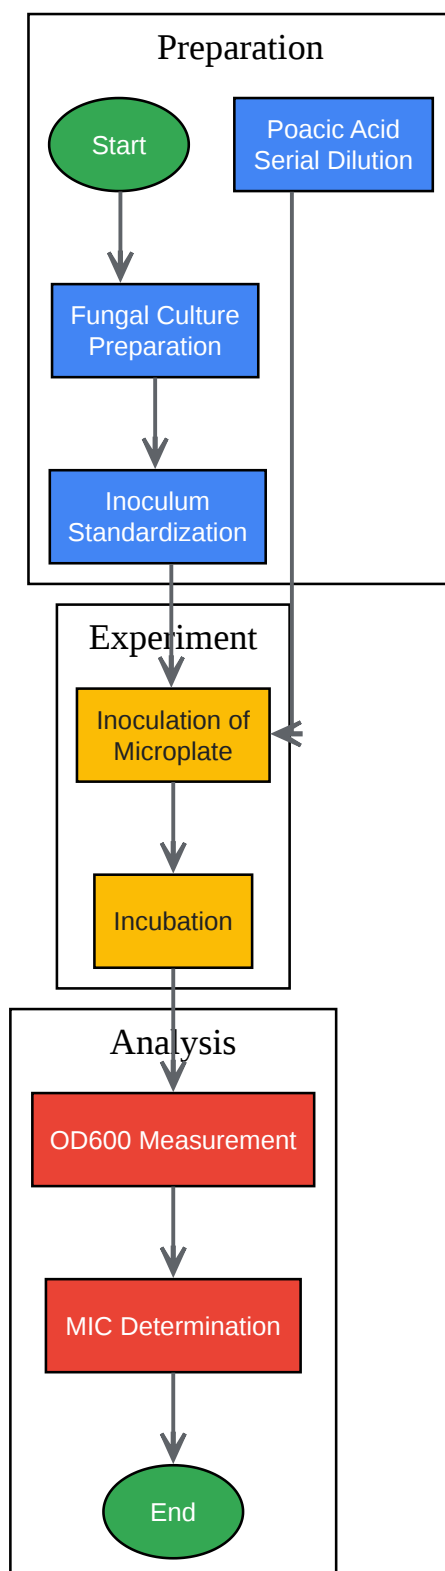 Preparation
Start
Poacic Acid
Serial Dilution
Fungal Culture
Preparation
Inoculum
Standardization
Experiment
Inoculation of
Microplate
Incubation
Analysis
OD600 Measurement
MIC Determination
End